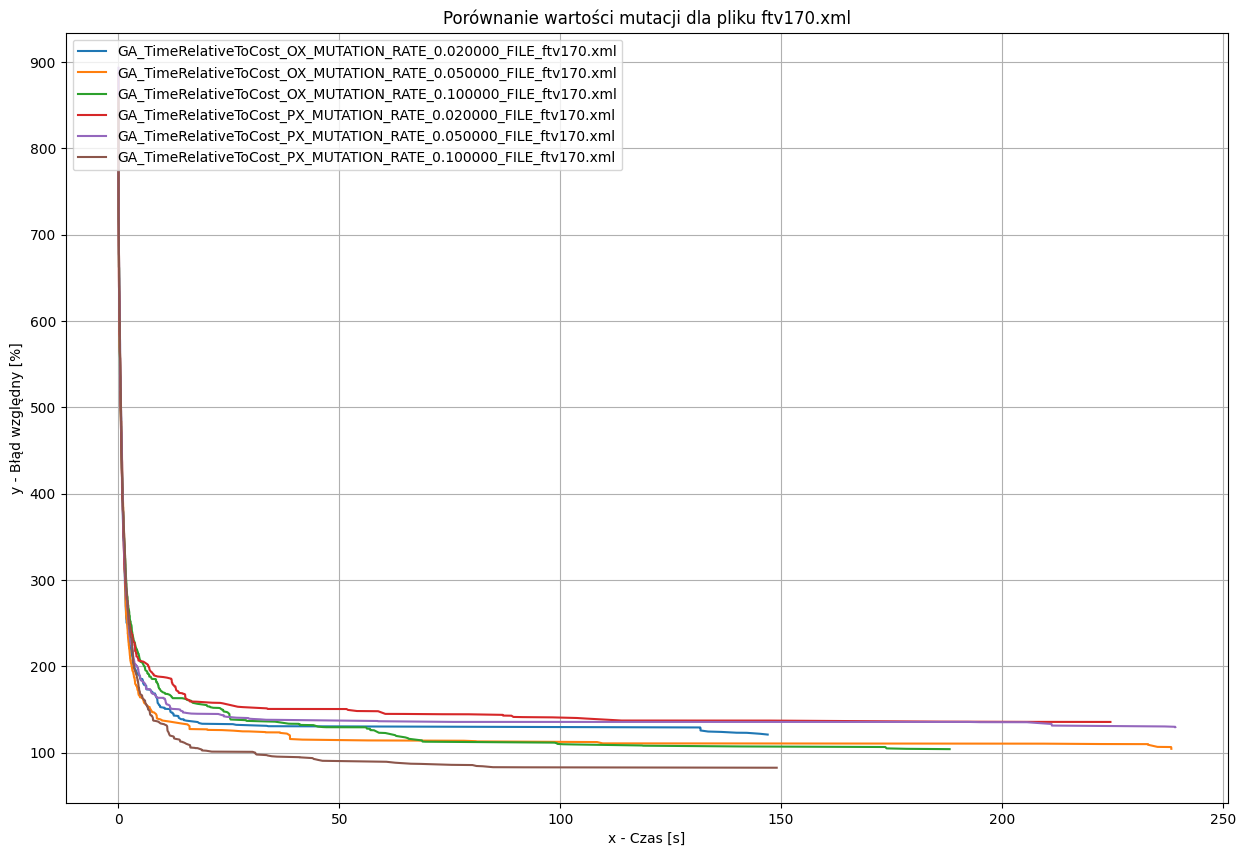 Porównanie wartości mutacji dla pliku ftv170.xml
GA_TimeRelativeToCost_OX_MUTATION_RATE_0.020000_FILE_ftv170.xml
GA_TimeRelativeToCost_OX_MUTATION_RATE_0.050000_FILE_ftv170.xml
GA_TimeRelativeToCost_OX_MUTATION_RATE_0.100000_FILE_ftv170.xml
GA_TimeRelativeToCost_PX_MUTATION_RATE_0.020000_FILE_ftv170.xml
GA_TimeRelativeToCost_PX_MUTATION_RATE_0.050000_FILE_ftv170.xml
GA_TimeRelativeToCost_PX_MUTATION_RATE_0.100000_FILE_ftv170.xml
900
800
700
600
500
400
300
200
100
y - Błąd względny [%]
0 50 100 150 200 250
x - Czas [s]